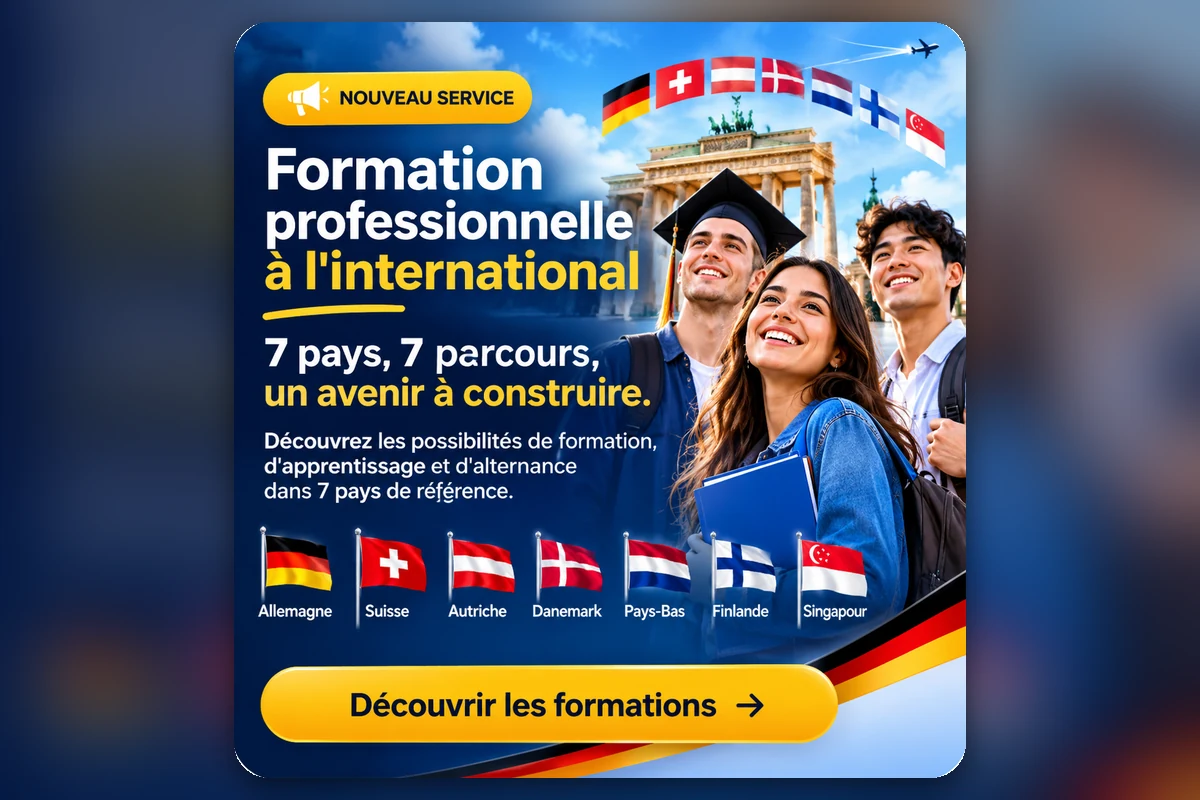 NOUVEAU SERVICE
Formation
professionnelle
à l'international
7 pays, 7 parcours,
un avenir à construire.
Découvrez les possibilités de formation,
d'apprentissage et d'alternance
dans 7 pays de référence.
Allemagne Suisse Autriche Danemark Pays-Bas Finlande Singapour
Découvrir les formations →